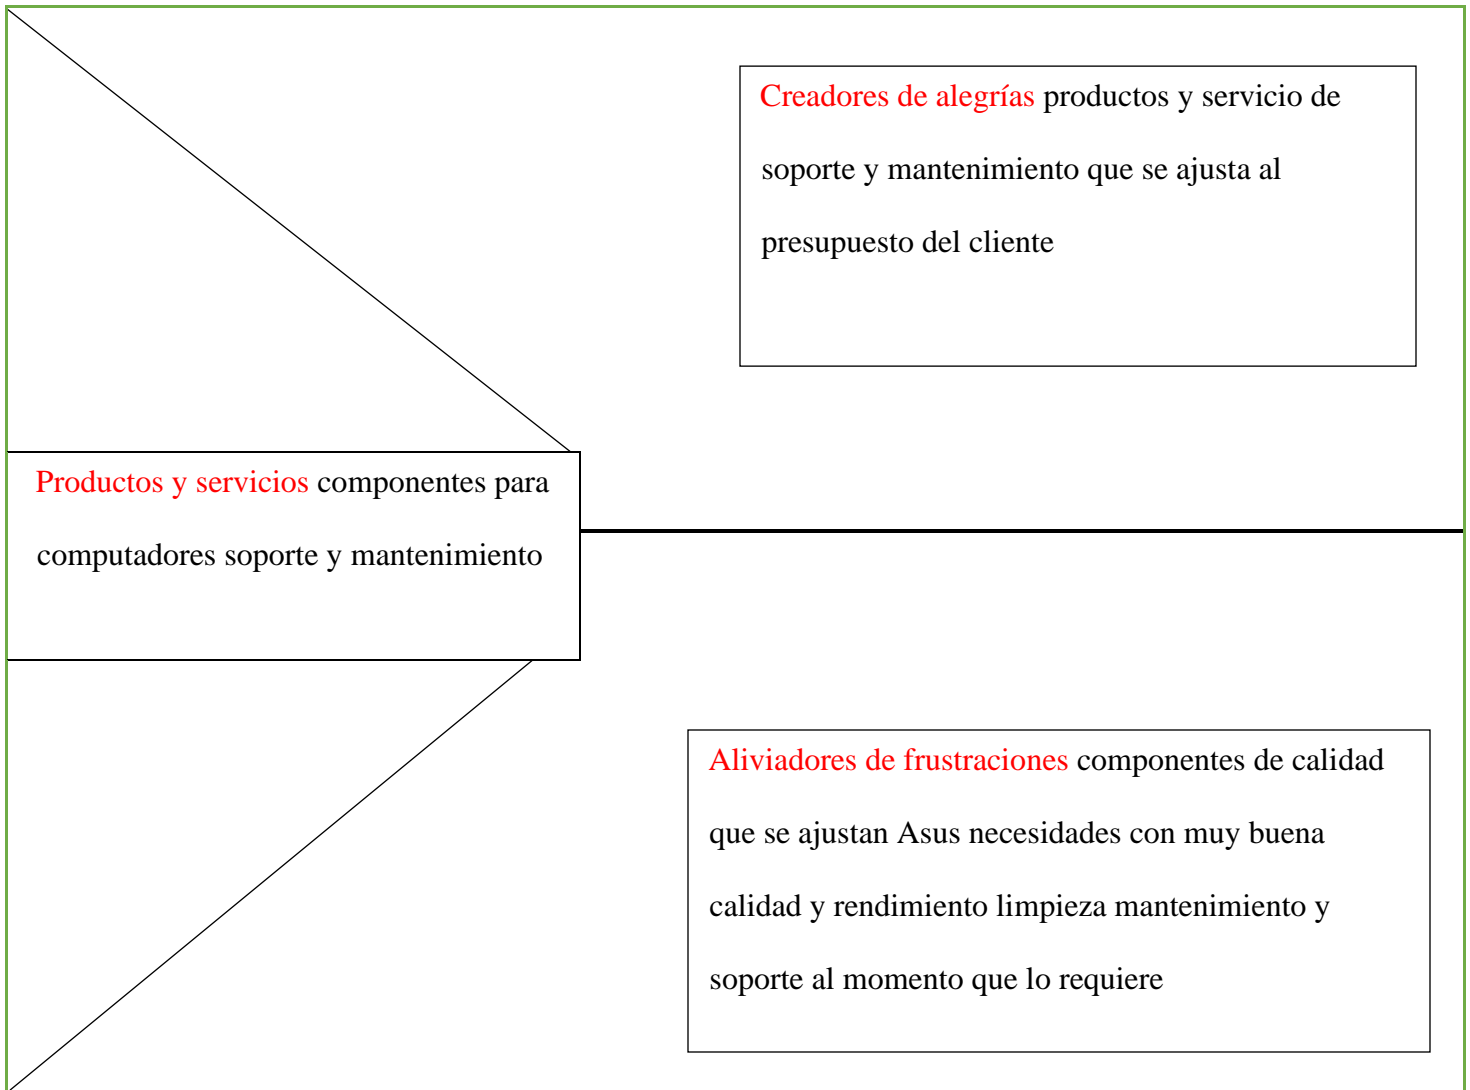 Creadores de alegrías productos y servicio de
soporte y mantenimiento que se ajusta al
presupuesto del cliente
Productos y servicios componentes para
computadores soporte y mantenimiento
Aliviadores de frustraciones componentes de calidad
que se ajustan Asus necesidades con muy buena
calidad y rendimiento limpieza mantenimiento y
soporte al momento que lo requiere